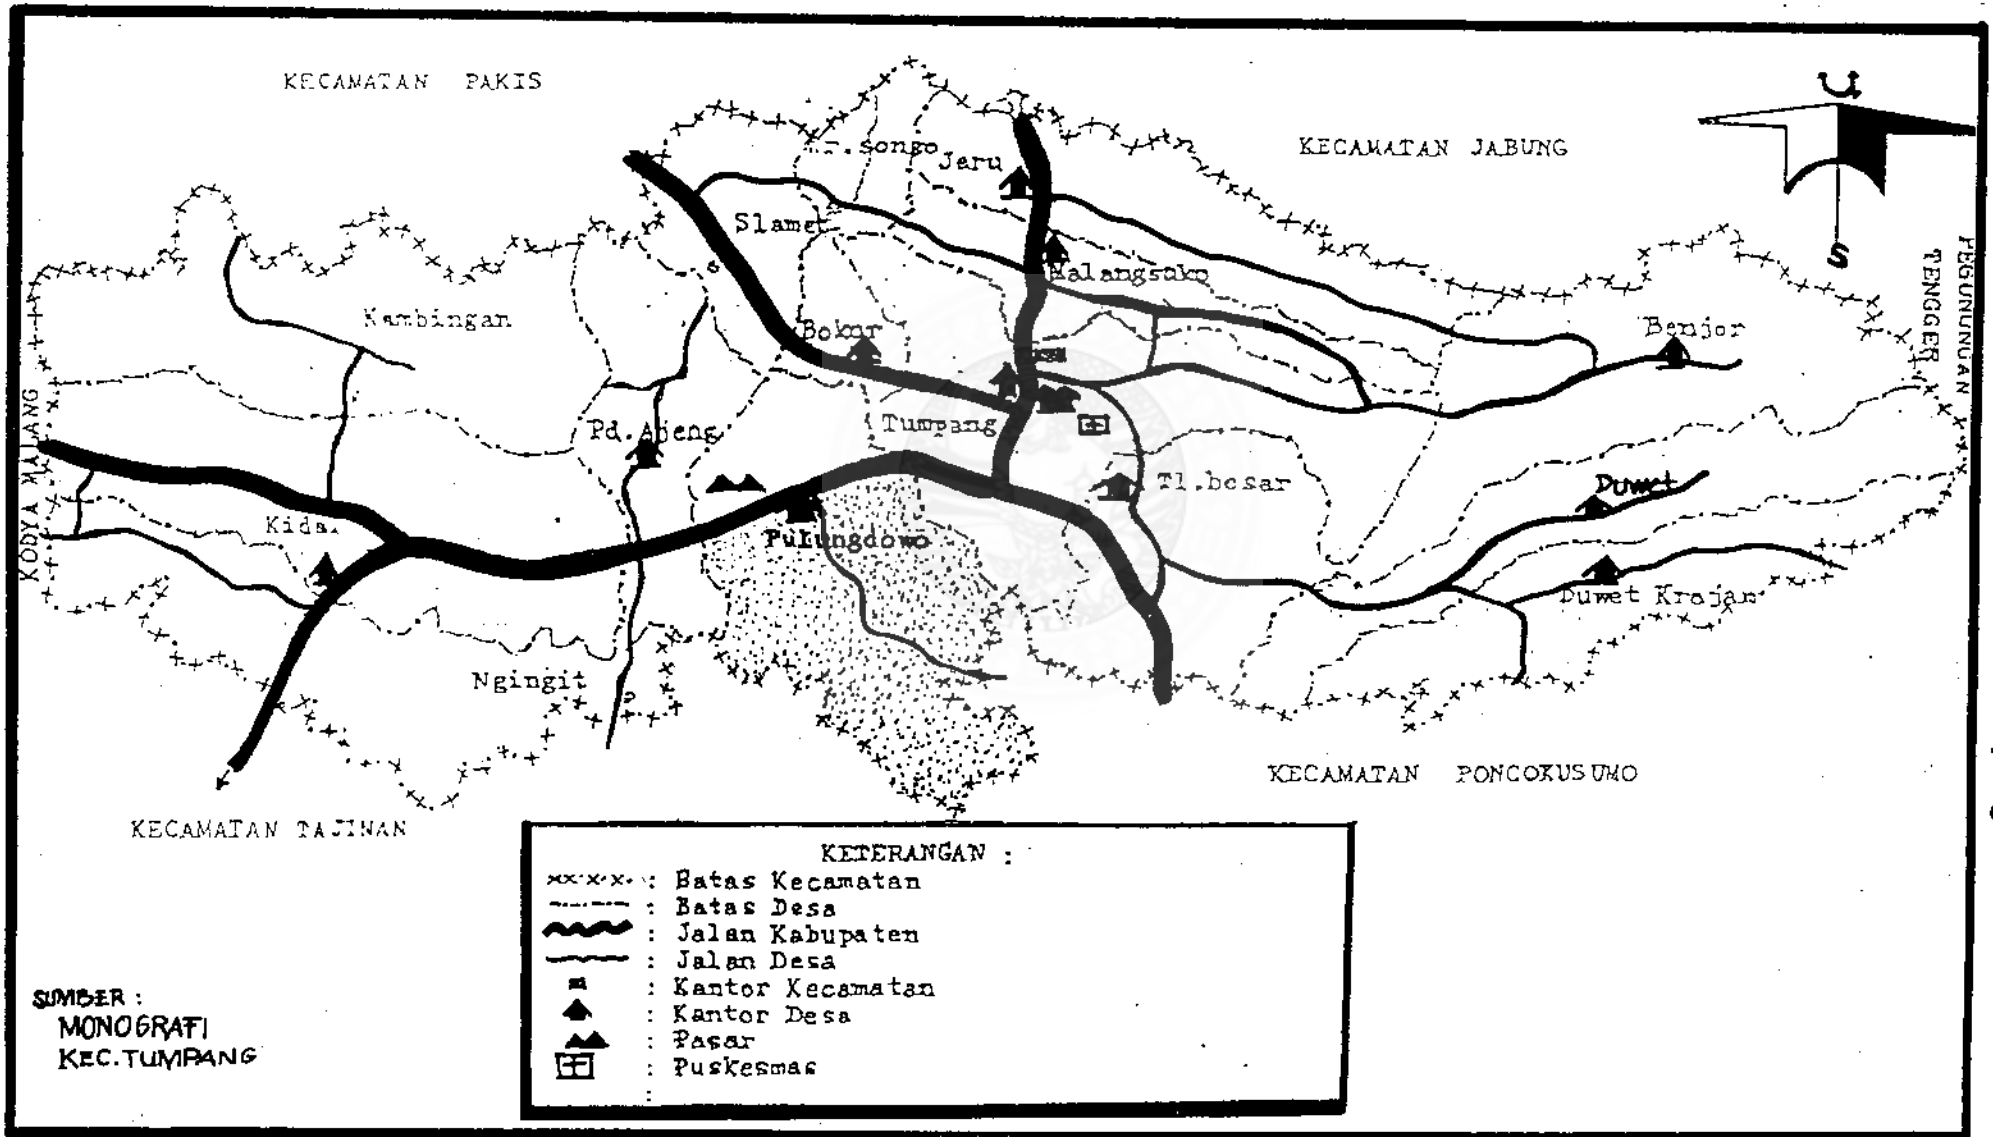 KECAMATAN PAKIS
U
KECAMATAN JABUNG
Jeru
Slamet
S
Malangsuko
PEGUNUNGAN
TENGGER
Kambingan
Bokor
Benjor
KODYA MALANG
Pd. Ajeng
Tumpang
Tl.besar
Duwet
Kidal
Pulungdowo
Duwet Krajan
Ngingit
KECAMATAN PONCOKUSUMO
KECAMATAN TAJINAN
KETERANGAN :
: Batas Kecamatan
: Batas Desa
: Jalan Kabupaten
: Jalan Desa
: Kantor Kecamatan
: Kantor Desa
: Pasar
: Puskesmas
:
SUMBER :
MONOGRAFI
KEC.TUMPANG